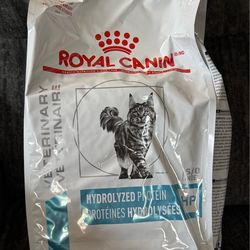 ROYAL CANIN
VETERINARY
VÉTÉRINAIRE
S/O
HYDROLYZED PROTEIN
PROTÉINES HYDROLYSÉES
HP